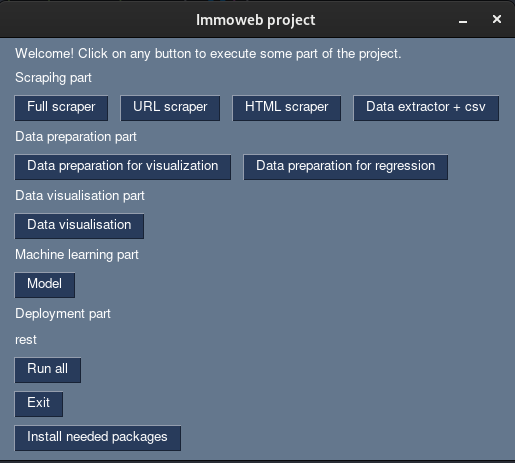 Immoweb project
Welcome! Click on any button to execute some part of the project.
Scrapihg part
Full scraper URL scraper HTML scraper Data extractor + csv
Data preparation part
Data preparation for visualization Data preparation for regression
Data visualisation part
Data visualisation
Machine learning part
Model
Deployment part
rest
Run all
Exit
Install needed packages